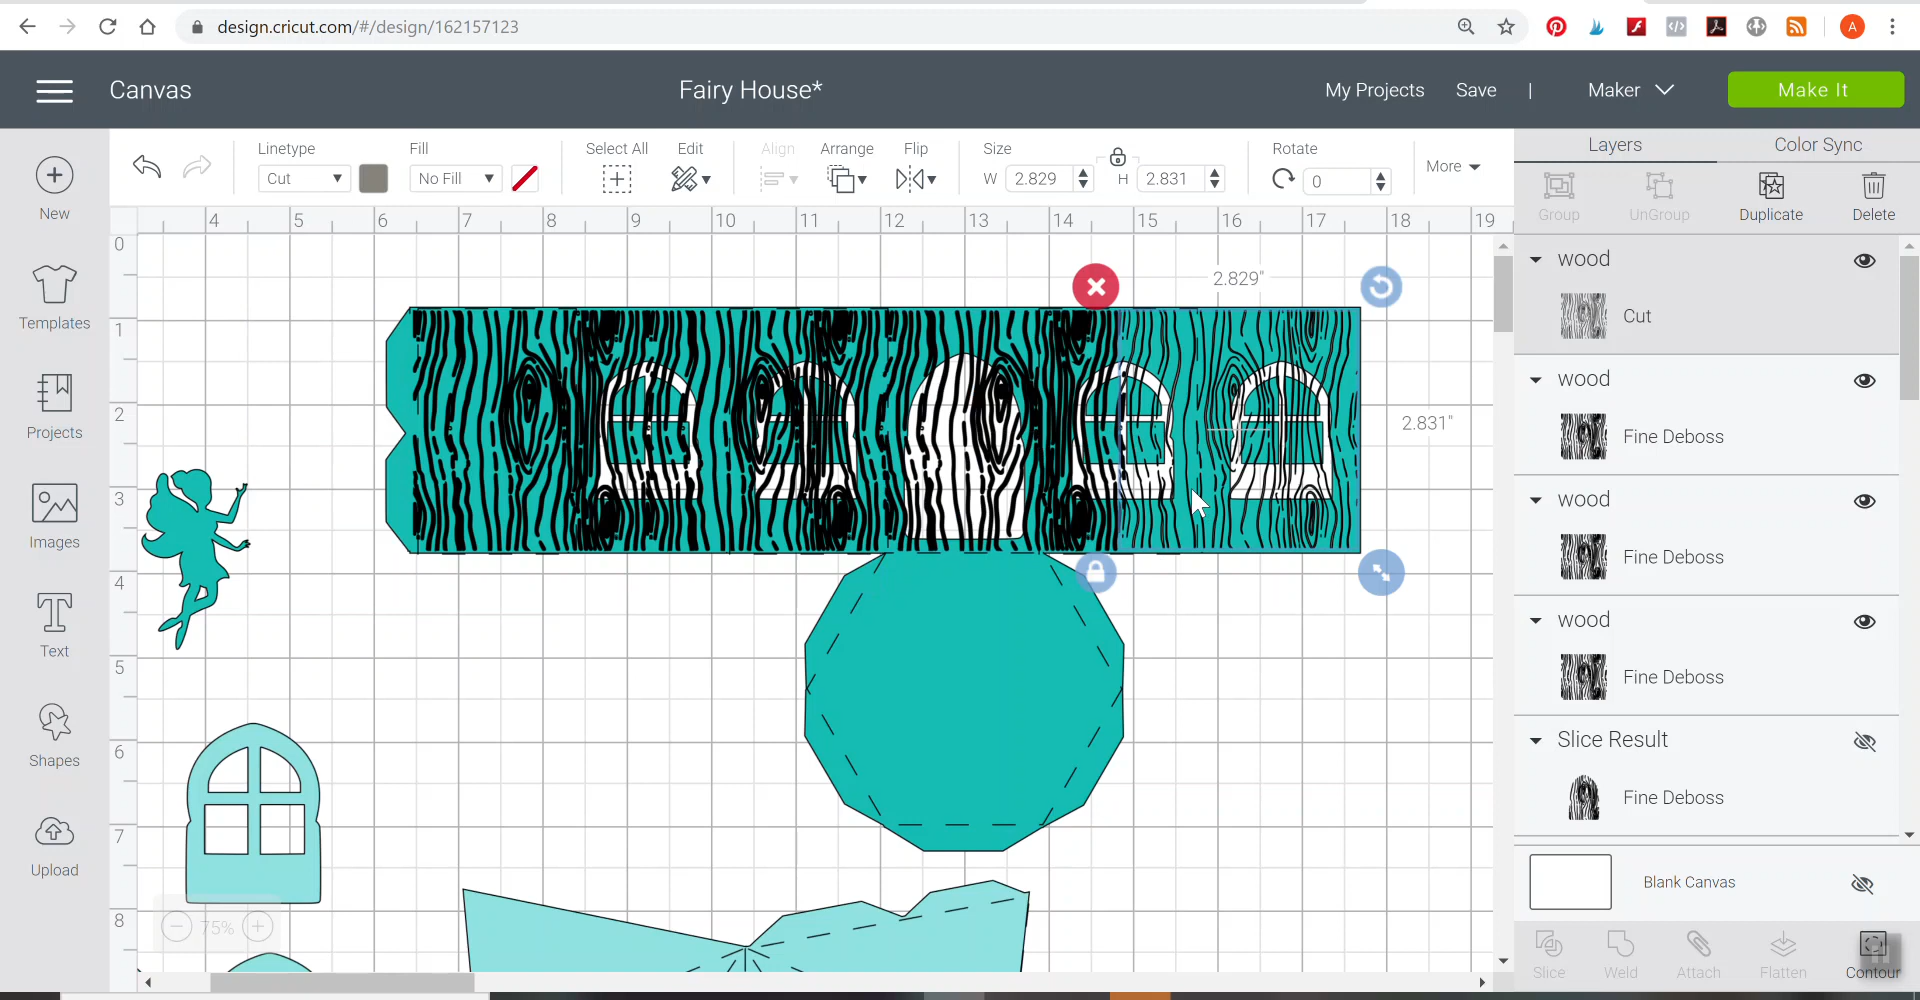 design.cricut.com/#/design/162157123
A
Canvas
Fairy House*
My Projects
Save
|
Maker
Make It
Linetype
Cut
Fill
No Fill
Select All
Edit
Align
Arrange
Flip
Size
W 2.829
H 2.831
Rotate
0
More
Layers
Color Sync
Group
UnGroup
Duplicate
Delete
New
Templates
Projects
Images
Text
Shapes
Upload
4 5 6 7 8 9 10 11 12 13 14 15 16 17 18 19
0
1
2
3
4
5
6
7
8
2.829"
2.831"
75%
wood
Cut
wood
Fine Deboss
wood
Fine Deboss
wood
Fine Deboss
Slice Result
Fine Deboss
Blank Canvas
Slice
Weld
Attach
Flatten
Contour